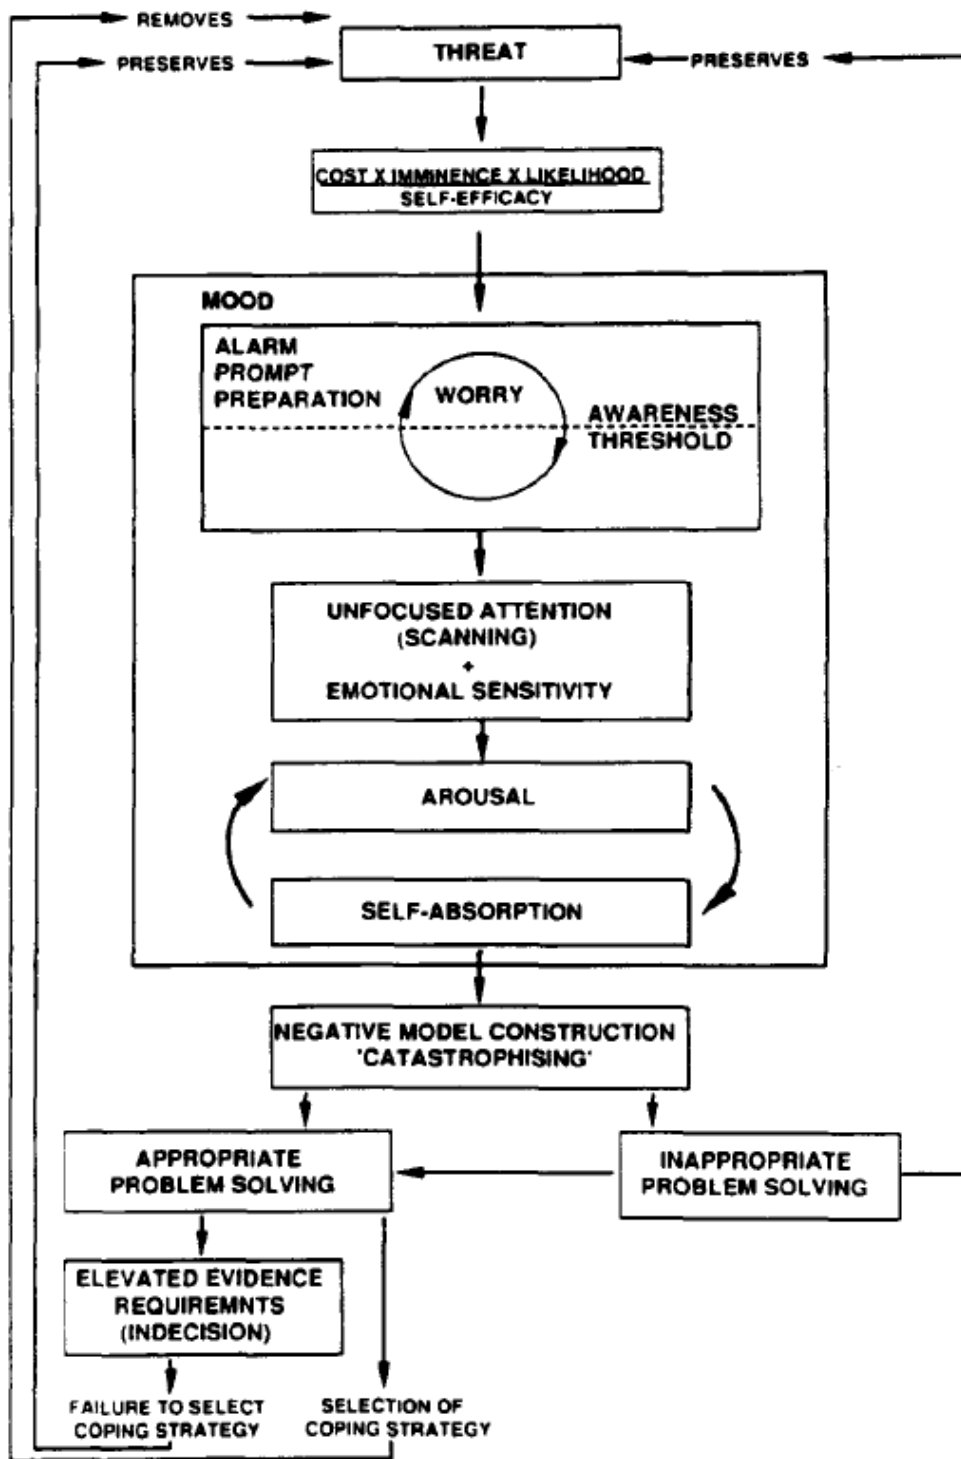 REMOVES
THREAT
PRESERVES
PRESERVES
COST X IMMINENCE X LIKELIHOOD
SELF-EFFICACY
MOOD
ALARM
PROMPT
PREPARATION
WORRY
AWARENESS
THRESHOLD
UNFOCUSED ATTENTION
(SCANNING)
+
EMOTIONAL SENSITIVITY
AROUSAL
SELF-ABSORPTION
NEGATIVE MODEL CONSTRUCTION
'CATASTROPHISING'
APPROPRIATE
PROBLEM SOLVING
INAPPROPRIATE
PROBLEM SOLVING
ELEVATED EVIDENCE
REQUIREMNTS
(INDECISION)
FAILURE TO SELECT
COPING STRATEGY
SELECTION OF
COPING STRATEGY